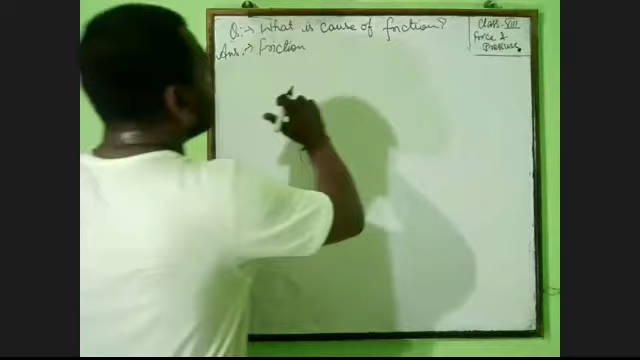 Q:→ What is cause of friction?
Ans:→ friction
Class-VIII
Force &
Pressure